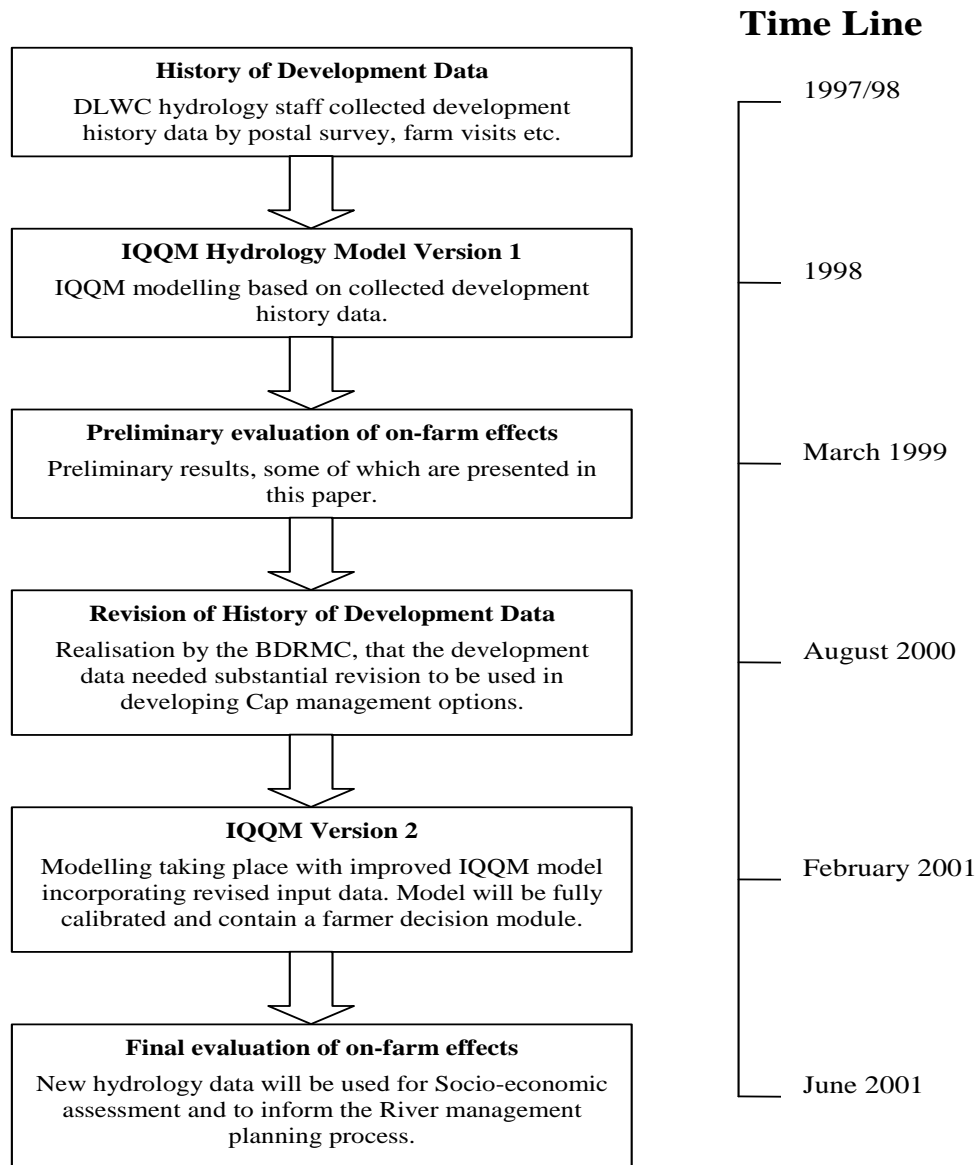 Time Line
History of Development Data
DLWC hydrology staff collected development
history data by postal survey, farm visits etc.
1997/98
IQQM Hydrology Model Version 1
IQQM modelling based on collected development
history data.
1998
Preliminary evaluation of on-farm effects
Preliminary results, some of which are presented in
this paper.
March 1999
Revision of History of Development Data
Realisation by the BDRMC, that the development
data needed substantial revision to be used in
developing Cap management options.
August 2000
IQQM Version 2
Modelling taking place with improved IQQM model
incorporating revised input data. Model will be fully
calibrated and contain a farmer decision module.
February 2001
Final evaluation of on-farm effects
New hydrology data will be used for Socio-economic
assessment and to inform the River management
planning process.
June 2001